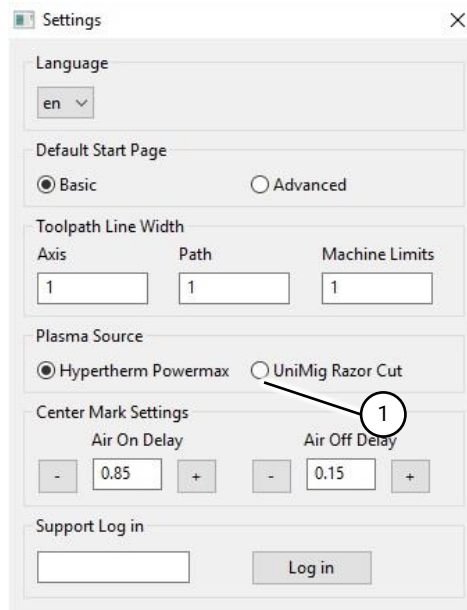 Settings
Language
en
Default Start Page
Basic Advanced
Toolpath Line Width
Axis Path Machine Limits
1 1 1
Plasma Source
Hypertherm Powermax UniMig Razor Cut
1
Center Mark Settings
Air On Delay Air Off Delay
- 0.85 + - 0.15 +
Support Log in
Log in